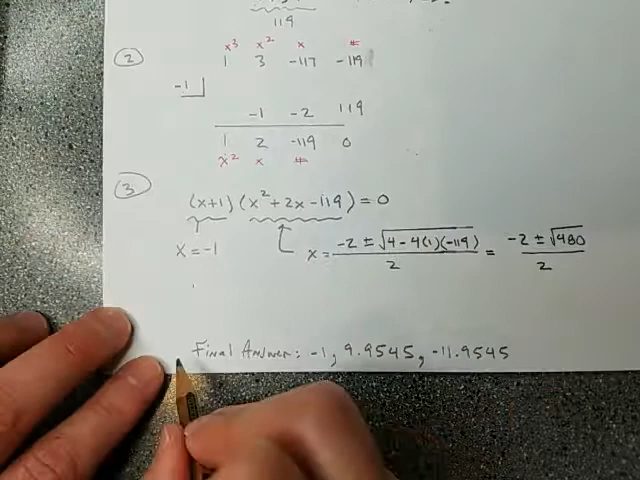 119
② x³ x² x #
1 3 -117 -119
-1
-1 -2 119
1 2 -119 0
x² x #
③ (x+1)(x²+2x-119)=0
x=-1 x= -2±√4-4(1)(-119) / 2 = -2±√480 / 2
Final Answer: -1, 9.9545, -11.9545